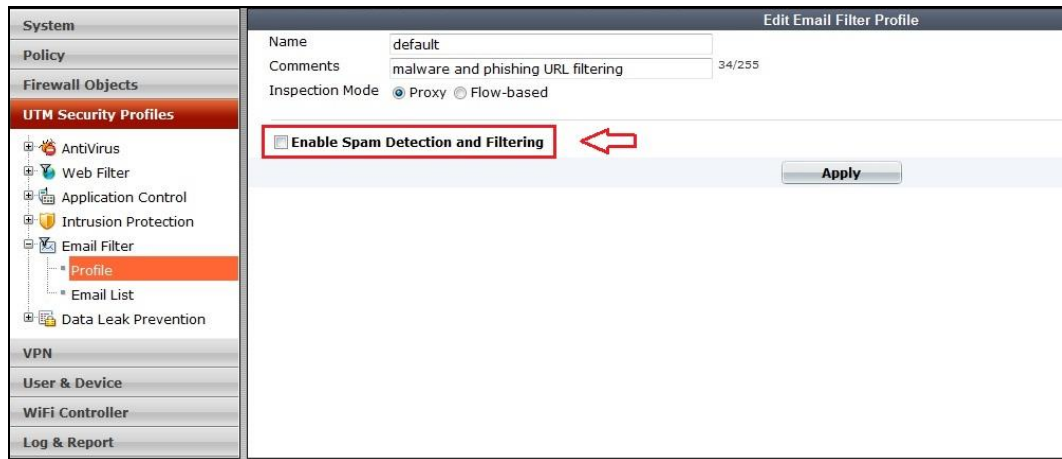 System
Policy
Firewall Objects
UTM Security Profiles
AntiVirus
Web Filter
Application Control
Intrusion Protection
Email Filter
Profile
Email List
Data Leak Prevention
VPN
User & Device
WiFi Controller
Log & Report
Edit Email Filter Profile
Name default
Comments malware and phishing URL filtering 34/255
Inspection Mode Proxy Flow-based
Enable Spam Detection and Filtering
Apply